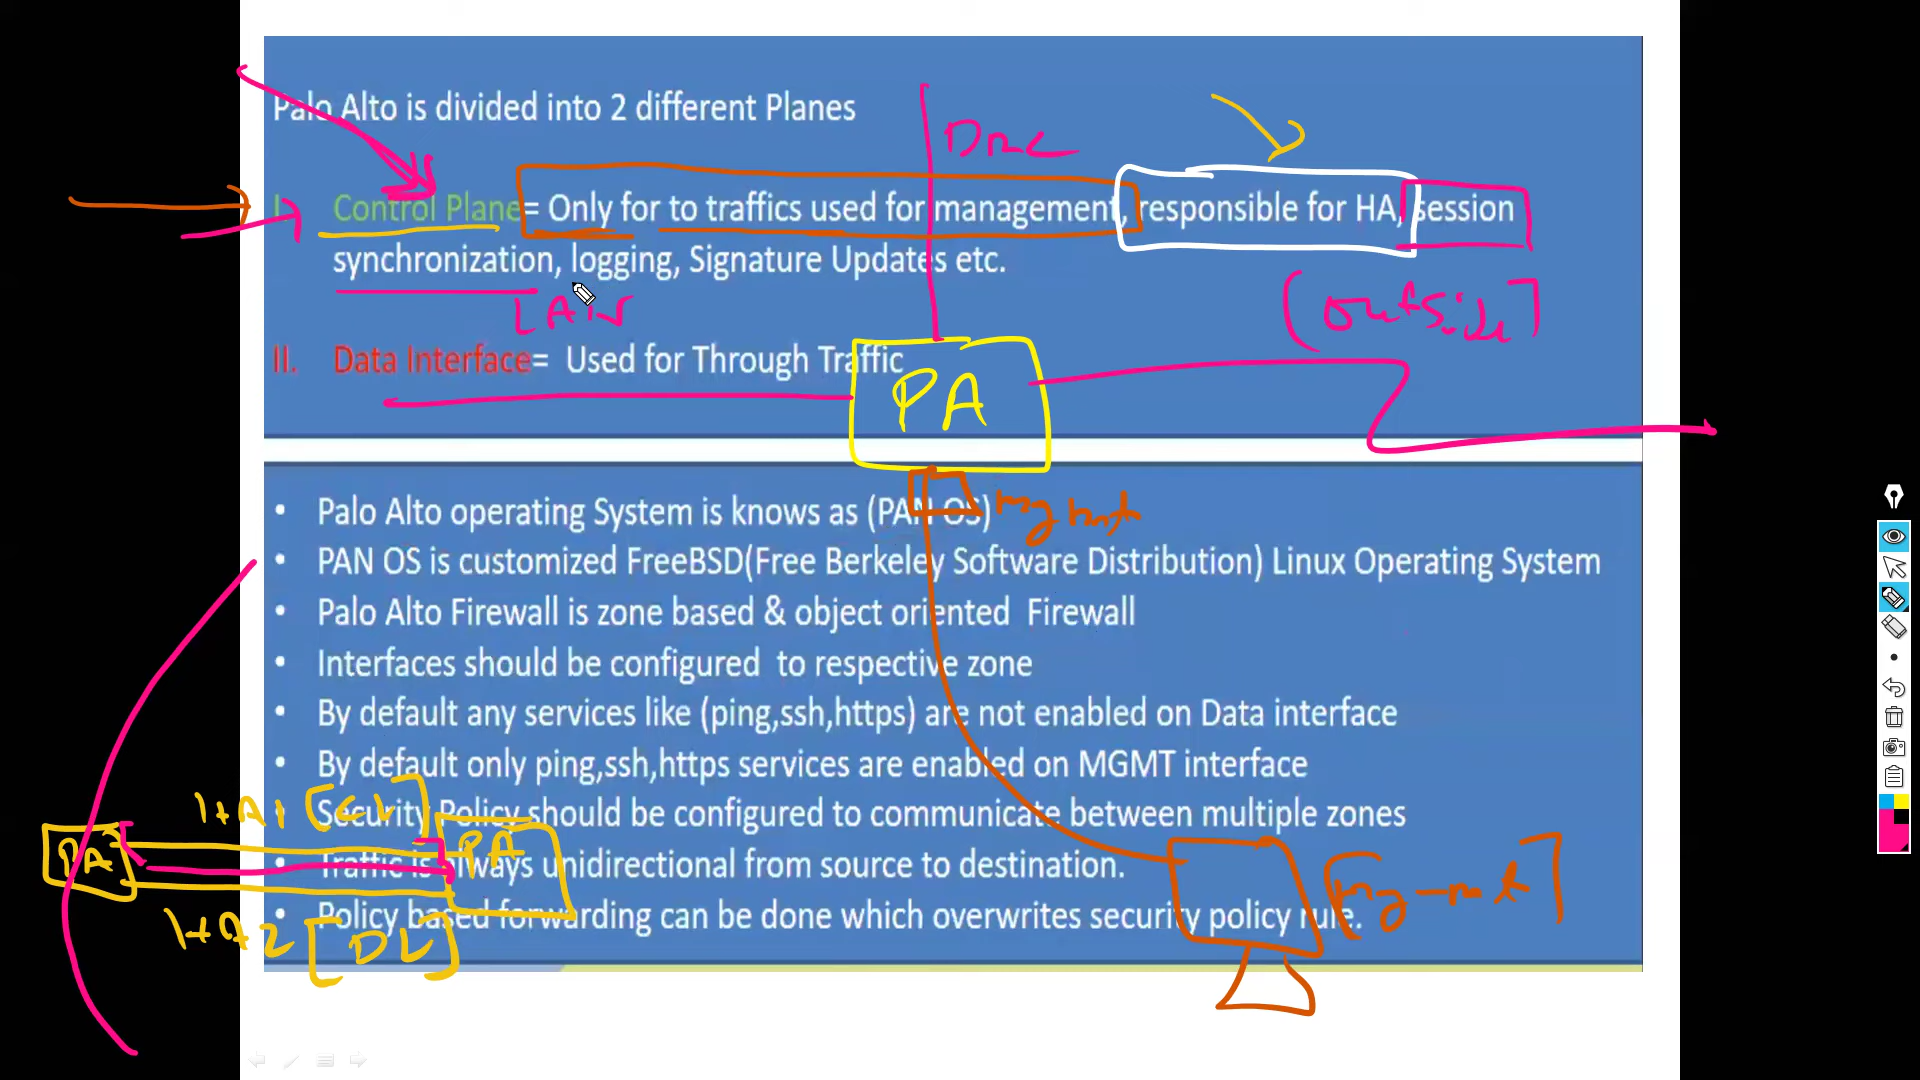 Palo Alto is divided into 2 different Planes
DMZ
I. Control Plane= Only for to traffics used for management, responsible for HA, session
synchronization, logging, Signature Updates etc.
[LAN
[outside]
II. Data Interface= Used for Through Traffic
PA
• Palo Alto operating System is knows as (PAN OS)
mgmt
• PAN OS is customized FreeBSD(Free Berkeley Software Distribution) Linux Operating System
• Palo Alto Firewall is zone based & object oriented Firewall
• Interfaces should be configured to respective zone
• By default any services like (ping,ssh,https) are not enabled on Data interface
• By default only ping,ssh,https services are enabled on MGMT interface
HA1 [CL]
• Security Policy should be configured to communicate between multiple zones
PA
PA
• Traffic is always unidirectional from source to destination.
[mg-mt]
• Policy based forwarding can be done which overwrites security policy rule.
HA2 [DL]